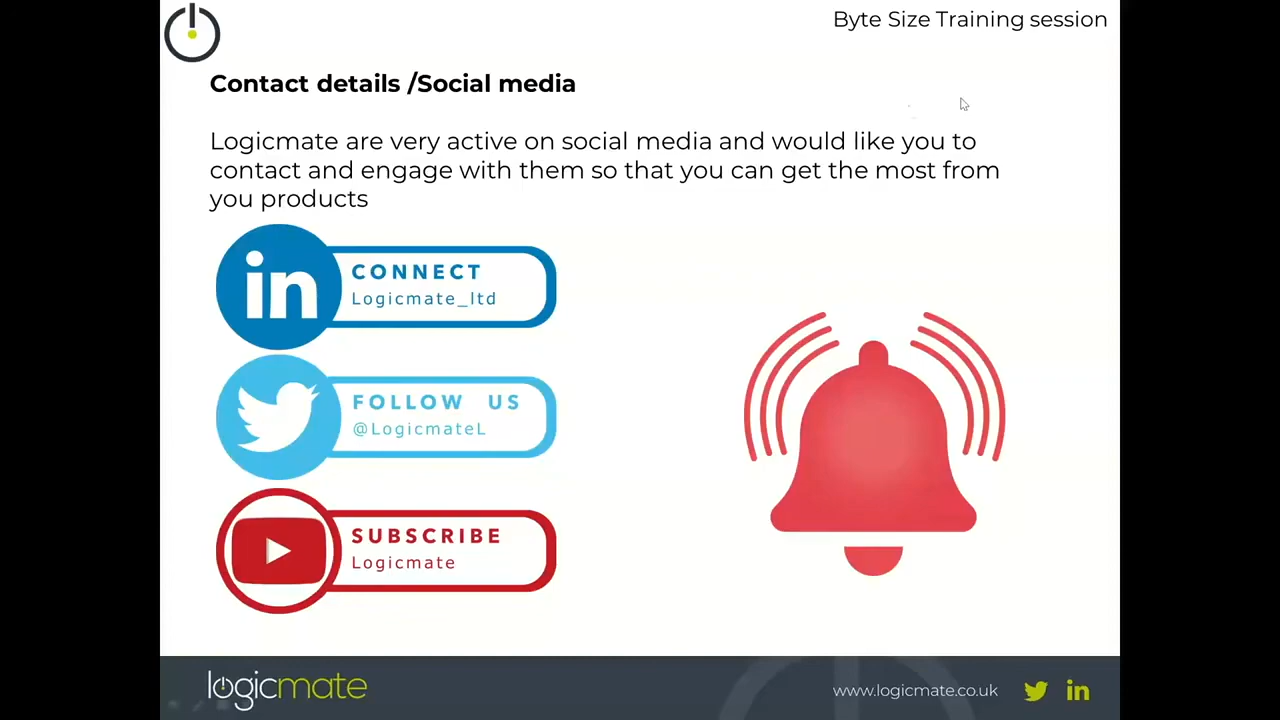 Byte Size Training session
Contact details /Social media
Logicmate are very active on social media and would like you to
contact and engage with them so that you can get the most from
you products
in
CONNECT
Logicmate_ltd
FOLLOW US
@LogicmateL
SUBSCRIBE
Logicmate
logicmate
www.logicmate.co.uk
in